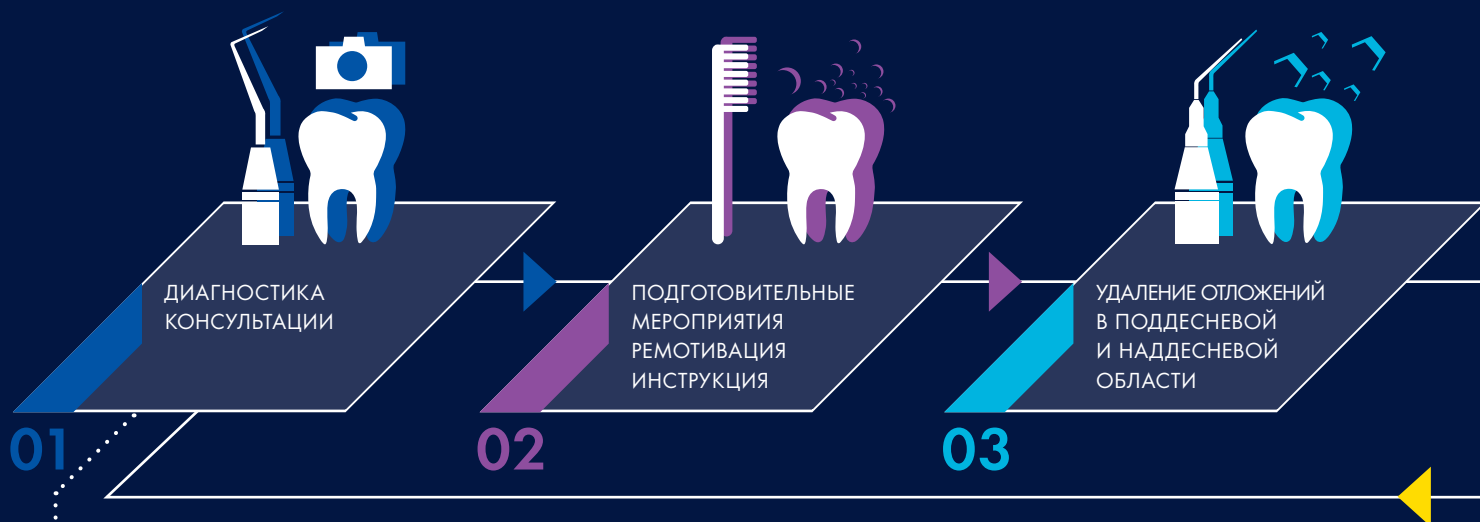 ДИАГНОСТИКА
КОНСУЛЬТАЦИИ
01
ПОДГОТОВИТЕЛЬНЫЕ
МЕРОПРИЯТИЯ
РЕМОТИВАЦИЯ
ИНСТРУКЦИЯ
02
УДАЛЕНИЕ ОТЛОЖЕНИЙ
В ПОДДЕСНЕВОЙ
И НАДДЕСНЕВОЙ
ОБЛАСТИ
03